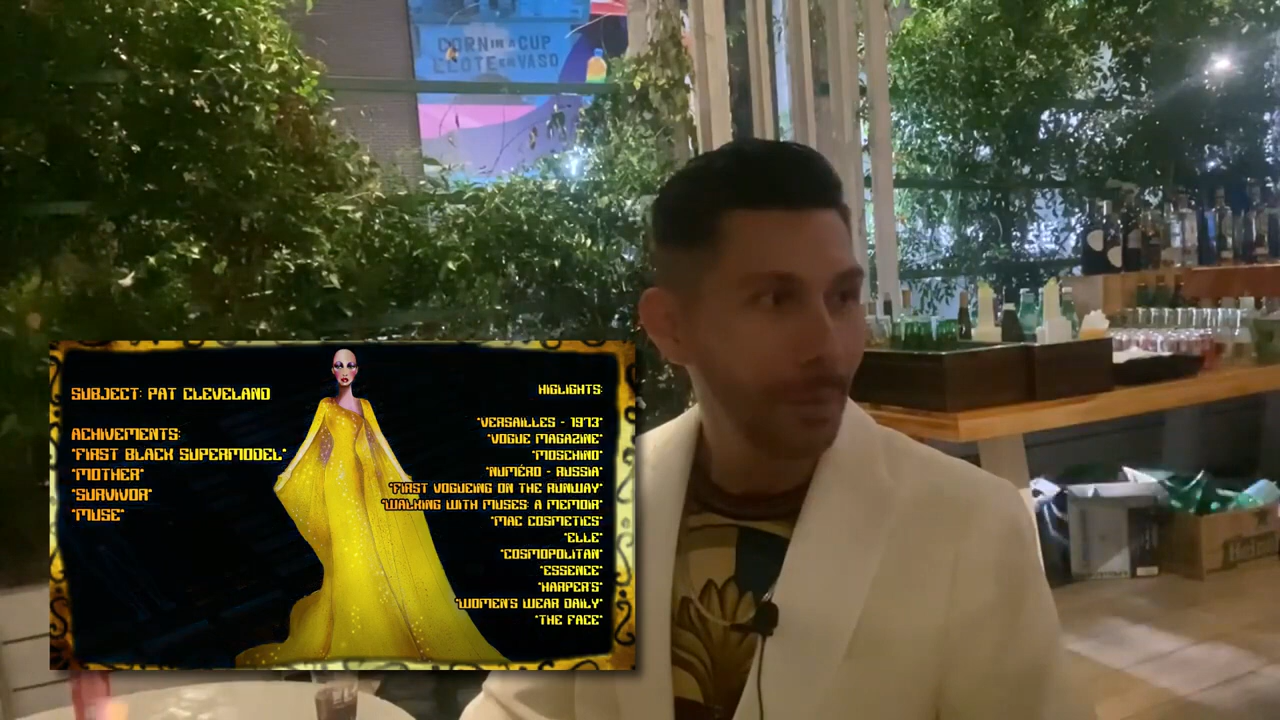 CORN IN A CUP
ELOTE EN VASO
SUBJECT: PAT CLEVELAND
ACHIVEMENTS:
*FIRST BLACK SUPERMODEL*
*MOTHER*
*SURVIVOR*
*MUSE*
HIGLIGHTS:
*VERSAILLES - 1973*
*VOGUE MAGAZINE*
*MOSCHINO*
*NUMÉRO - RUSSIA*
*FIRST VOGUEING ON THE RUNWAY*
*WALKING WITH MUSES: A MEMOIR*
*MAC COSMETICS*
*ELLE*
*COSMOPOLITAN*
*ESSENCE*
*HARPER'S*
*WOMEN'S WEAR DAILY*
*THE FACE*